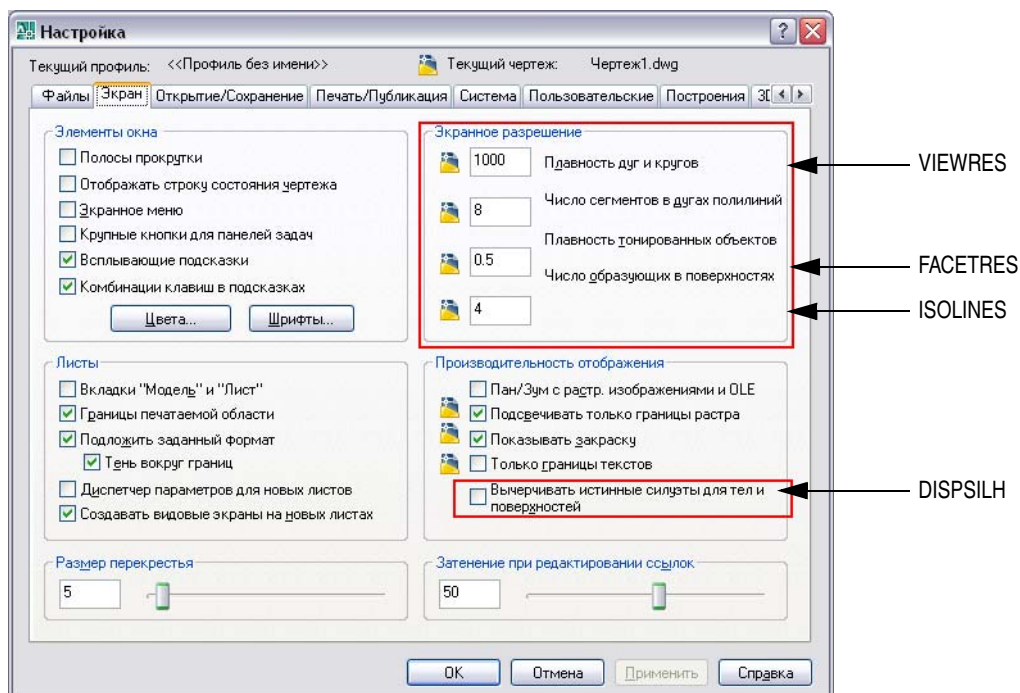 Настройка
Текущий профиль: <<Профиль без имени>> Текущий чертеж: Чертеж1.dwg
Файлы Экран Открытие/Сохранение Печать/Публикация Система Пользовательские Построения
Элементы окна
Полосы прокрутки
Отображать строку состояния чертежа
Экранное меню
Крупные кнопки для панелей задач
Всплывающие подсказки
Комбинации клавиш в подсказках
Цвета... Шрифты...
Экранное разрешение
1000 Плавность дуг и кругов
8 Число сегментов в дугах полилиний
Плавность тонированных объектов
0.5
Число образующих в поверхностях
4
VIEWRES
FACETRES
ISOLINES
Листы
Вкладки "Модель" и "Лист"
Границы печатаемой области
Подложить заданный формат
Тень вокруг границ
Диспетчер параметров для новых листов
Создавать видовые экраны на новых листах
Производительность отображения
Пан/Зум с растр. изображениями и OLE
Подсвечивать только границы растра
Показывать закраску
Только границы текстов
Вычерчивать истинные силуэты для тел и
поверхностей
DISPSILH
Размер перекрестья
5
Затенение при редактировании ссылок
50
OK Отмена Применить Справка